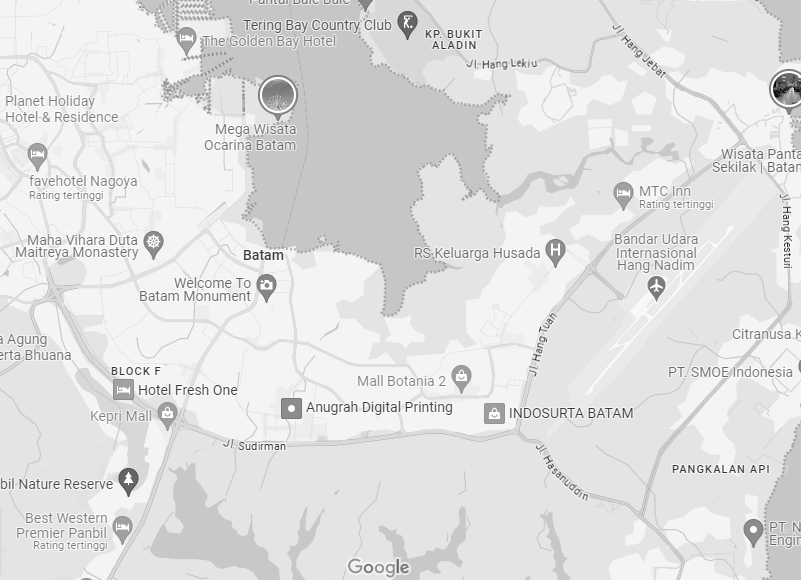 Tering Bay Country Club
The Golden Bay Hotel
KP. BUKIT
ALADIN
Jl. Hang Lekiu
Jl. Hang Jebat
Planet Holiday
Hotel & Residence
Mega Wisata
Ocarina Batam
favehotel Nagoya
Rating tertinggi
Wisata
Sekilak |
MTC Inn
Rating tertinggi
Jl. Hang Kesturi
Maha Vihara Duta
Maitreya Monastery
Batam
RS Keluarga Husada
Bandar Udara
Internasional
Hang Nadim
Welcome To
Batam Monument
Jl. Hang Tuah
Agung
Bhuana
Citranusa
BLOCK F
Hotel Fresh One
Mall Botania 2
PT. SMOE Indonesia
Kepri Mall
Anugrah Digital Printing
INDOSURTA BATAM
Jl. Sudirman
Jl. Hasanuddin
PANGKALAN API
Nature Reserve
Best Western
Premier Panbil
Rating tertinggi
PT.
Google